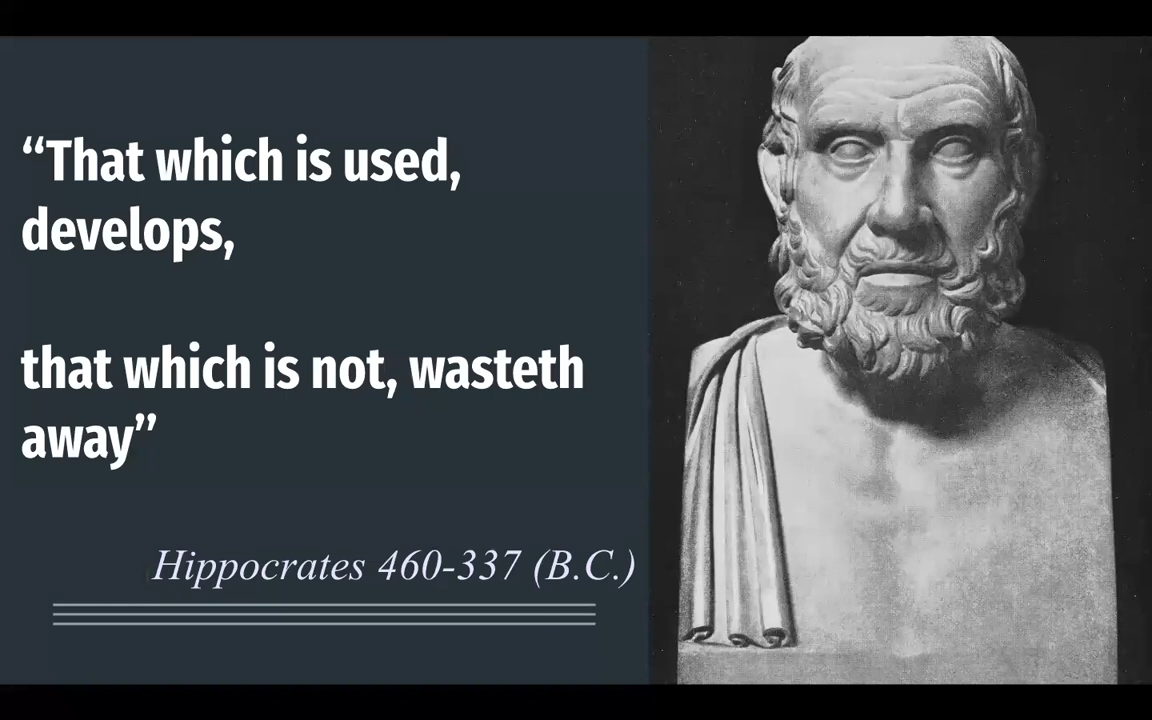 “That which is used,
develops,
that which is not, wasteth
away”
Hippocrates 460-337 (B.C.)